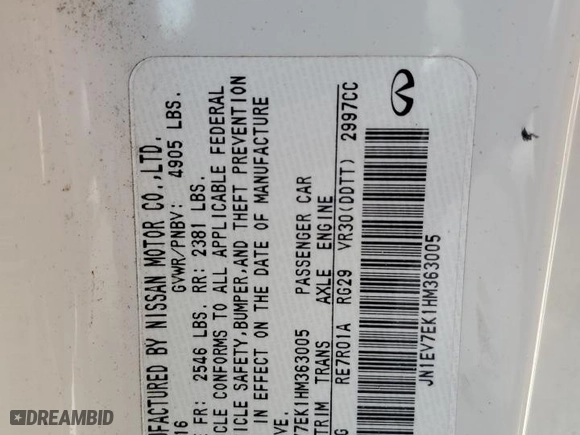 FACTURED BY NISSAN MOTOR CO.,LTD.
16 GVWR/PNBV: 4905 LBS.
FR: 2546 LBS. RR: 2381 LBS.
CLE CONFORMS TO ALL APPLICABLE FEDERAL
ICLE SAFETY,BUMPER,AND THEFT PREVENTION
IN EFFECT ON THE DATE OF MANUFACTURE
VE.
7EK1HM363005 PASSENGER CAR
TRIM TRANS AXLE ENGINE
G RE7R01A RG29 VR30(DDTT) 2997CC
JN1EV7EK1HM363005
DREAMBID